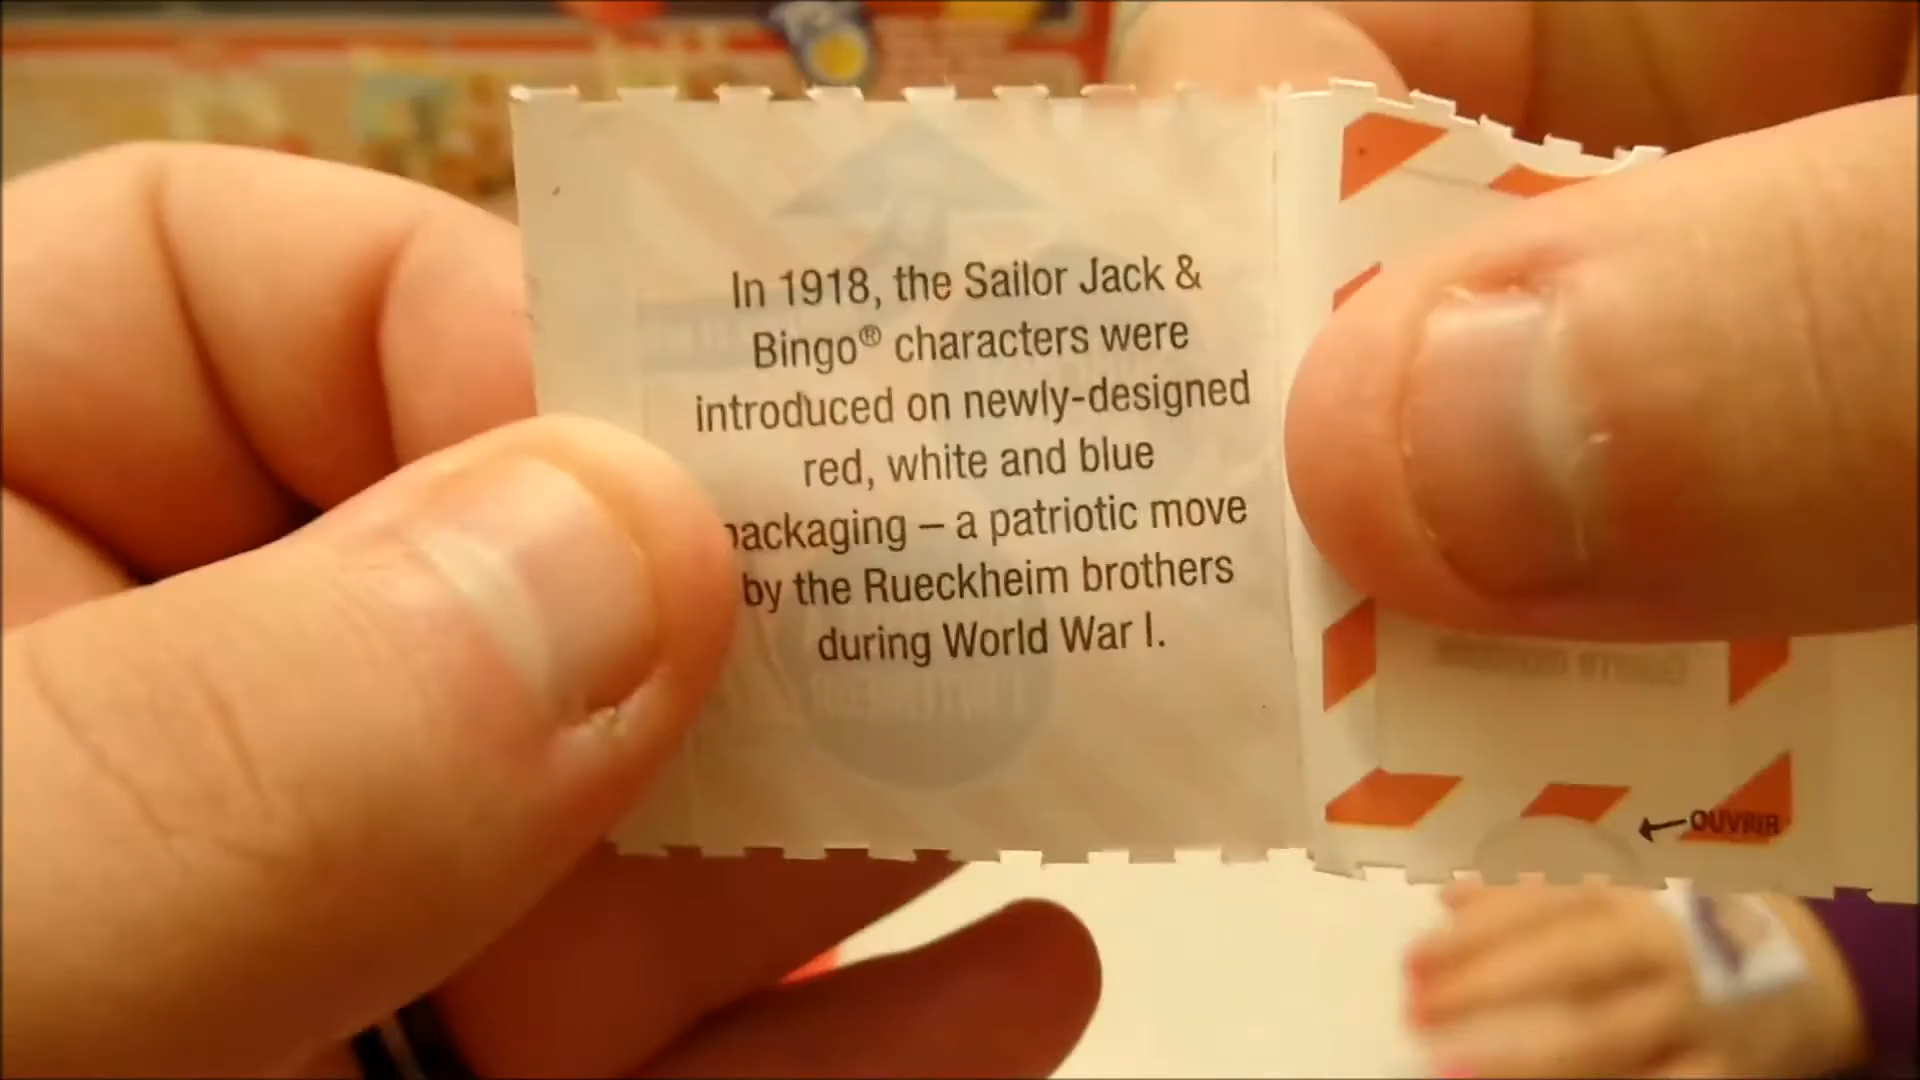 In 1918, the Sailor Jack &
Bingo® characters were
introduced on newly-designed
red, white and blue
packaging – a patriotic move
by the Rueckheim brothers
during World War I.
OUVRIR